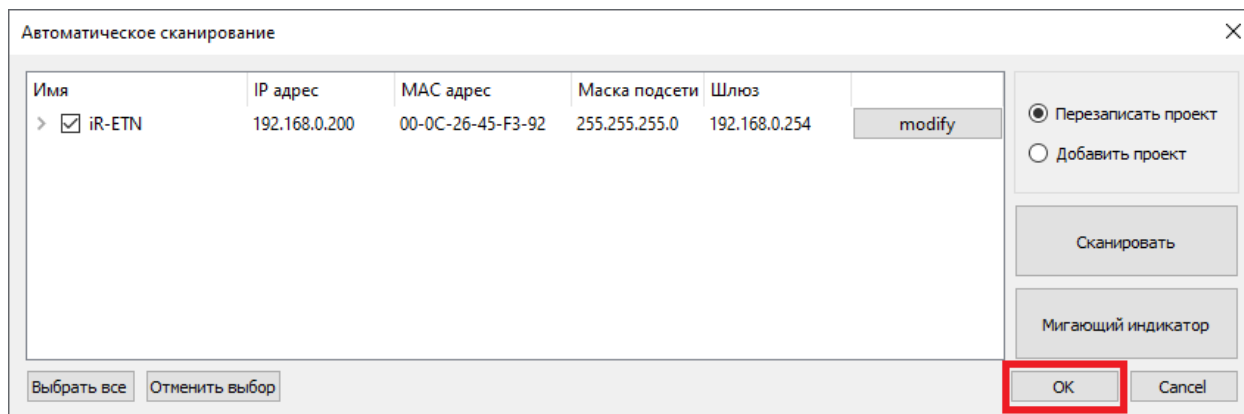 Автоматическое сканирование
Имя IP адрес MAC адрес Маска подсети Шлюз
iR-ETN 192.168.0.200 00-0C-26-45-F3-92 255.255.255.0 192.168.0.254 modify
Перезаписать проект
Добавить проект
Сканировать
Мигающий индикатор
Выбрать все Отменить выбор OK Cancel